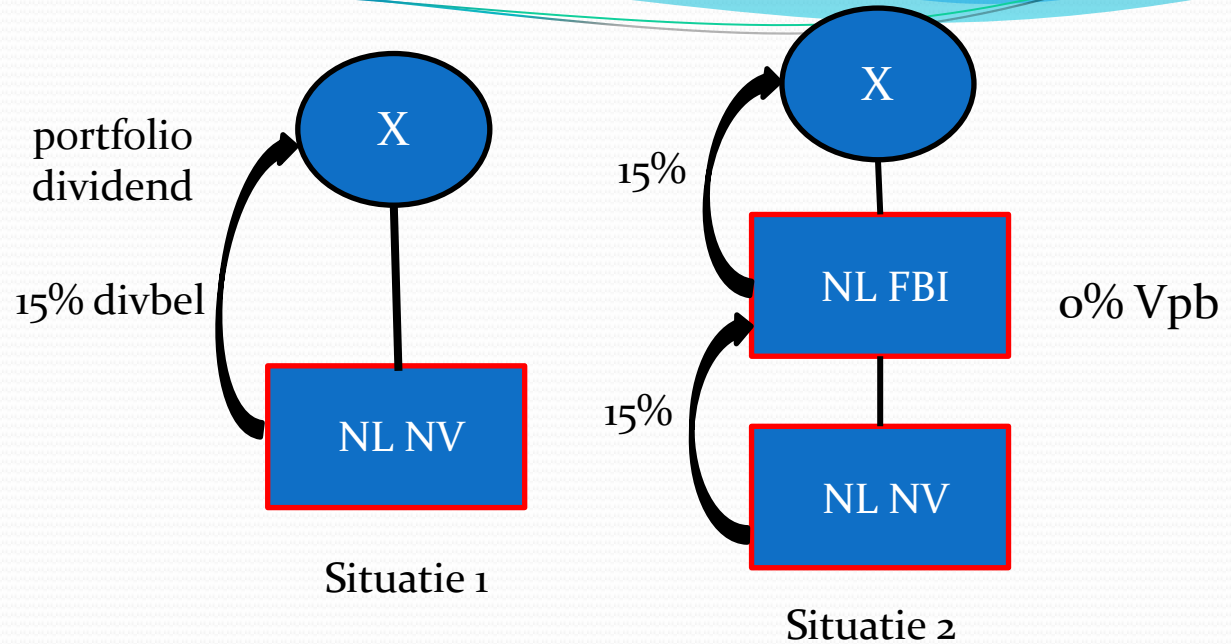 X
portfolio
dividend
15% divbel
NL NV
Situatie 1
X
15%
NL FBI
0% Vpb
15%
NL NV
Situatie 2